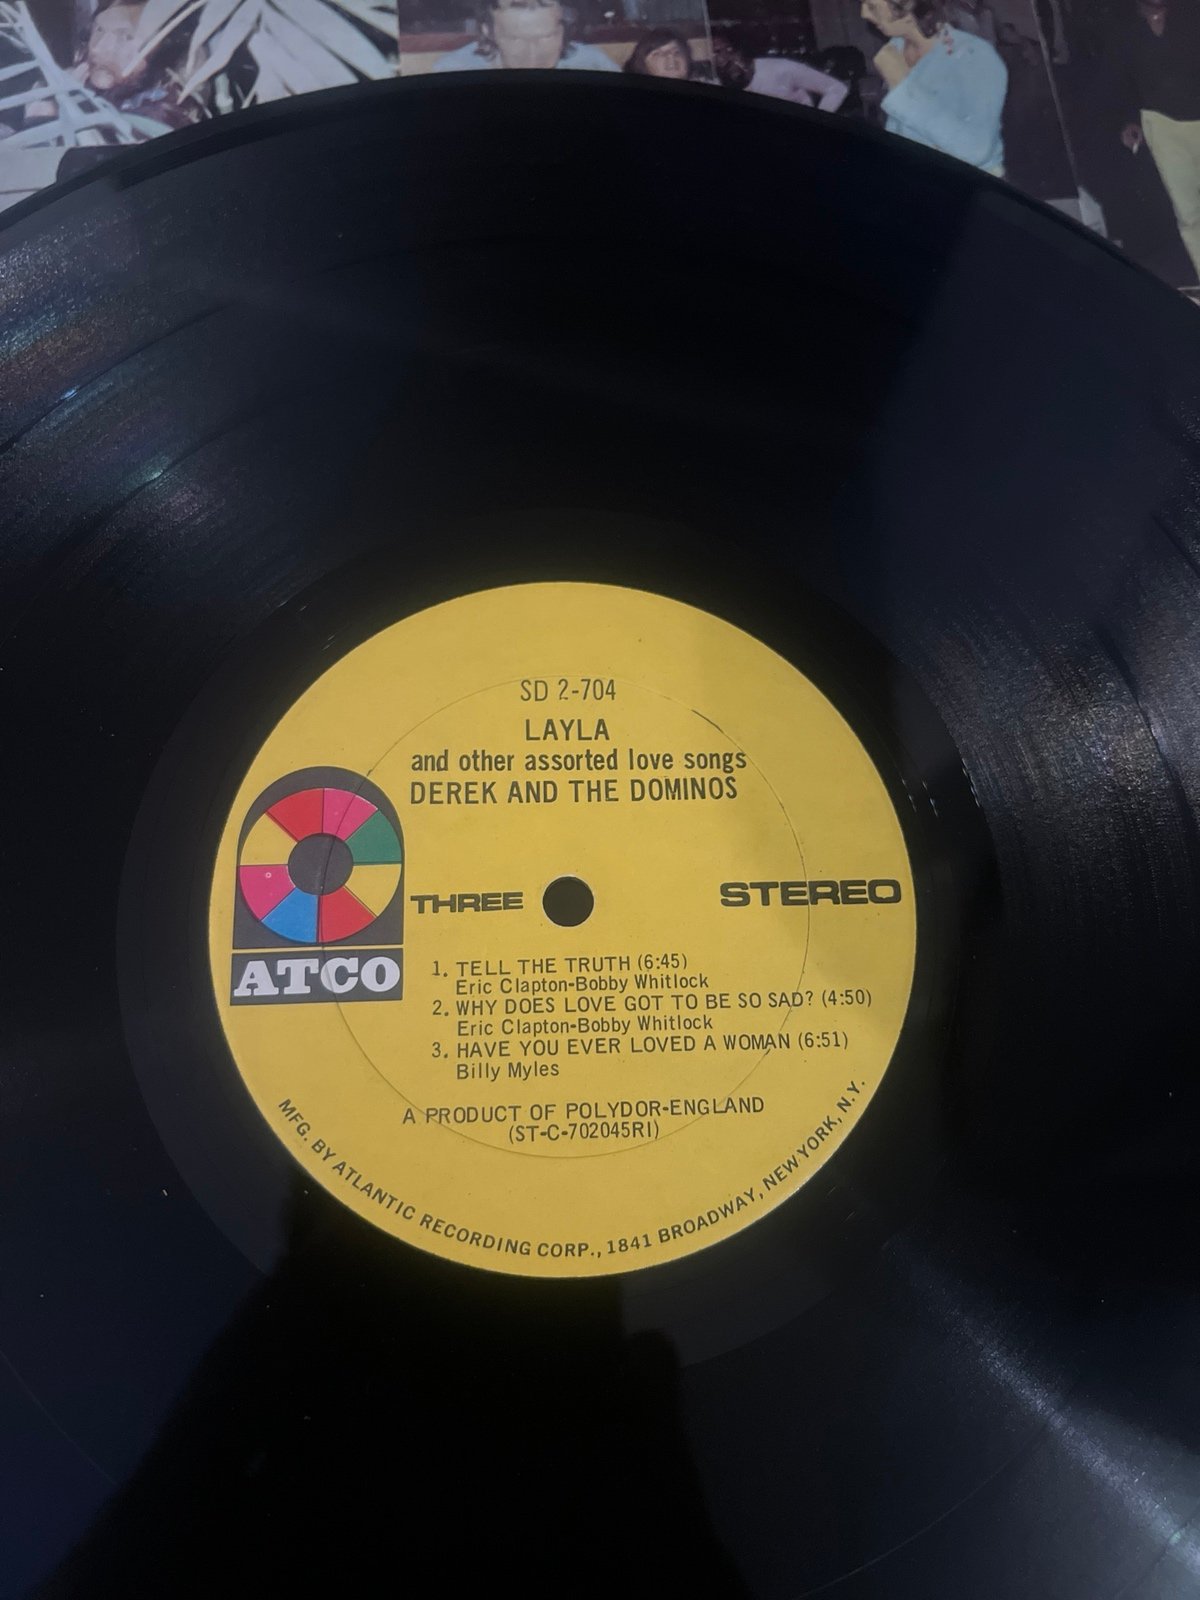 SD 2-704
LAYLA
and other assorted love songs
DEREK AND THE DOMINOS
THREE
STEREO
ATCO
1. TELL THE TRUTH (6:45)
Eric Clapton-Bobby Whitlock
2. WHY DOES LOVE GOT TO BE SO SAD? (4:50)
Eric Clapton-Bobby Whitlock
3. HAVE YOU EVER LOVED A WOMAN (6:51)
Billy Myles
A PRODUCT OF POLYDOR-ENGLAND
(ST-C-702045RI)
MFG. BY ATLANTIC RECORDING CORP., 1841 BROADWAY, NEW YORK, N.Y.